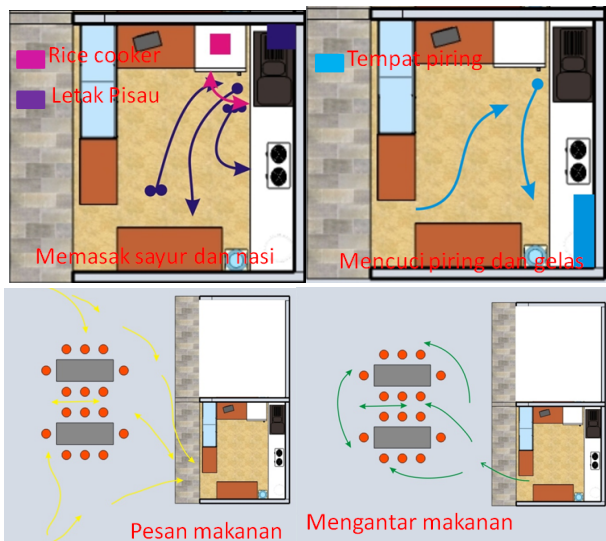 Rice cooker
Letak Pisau
Memasak sayur dan nasi
Tempat piring
Mencuci piring dan gelas
Pesan makanan
Mengantar makanan